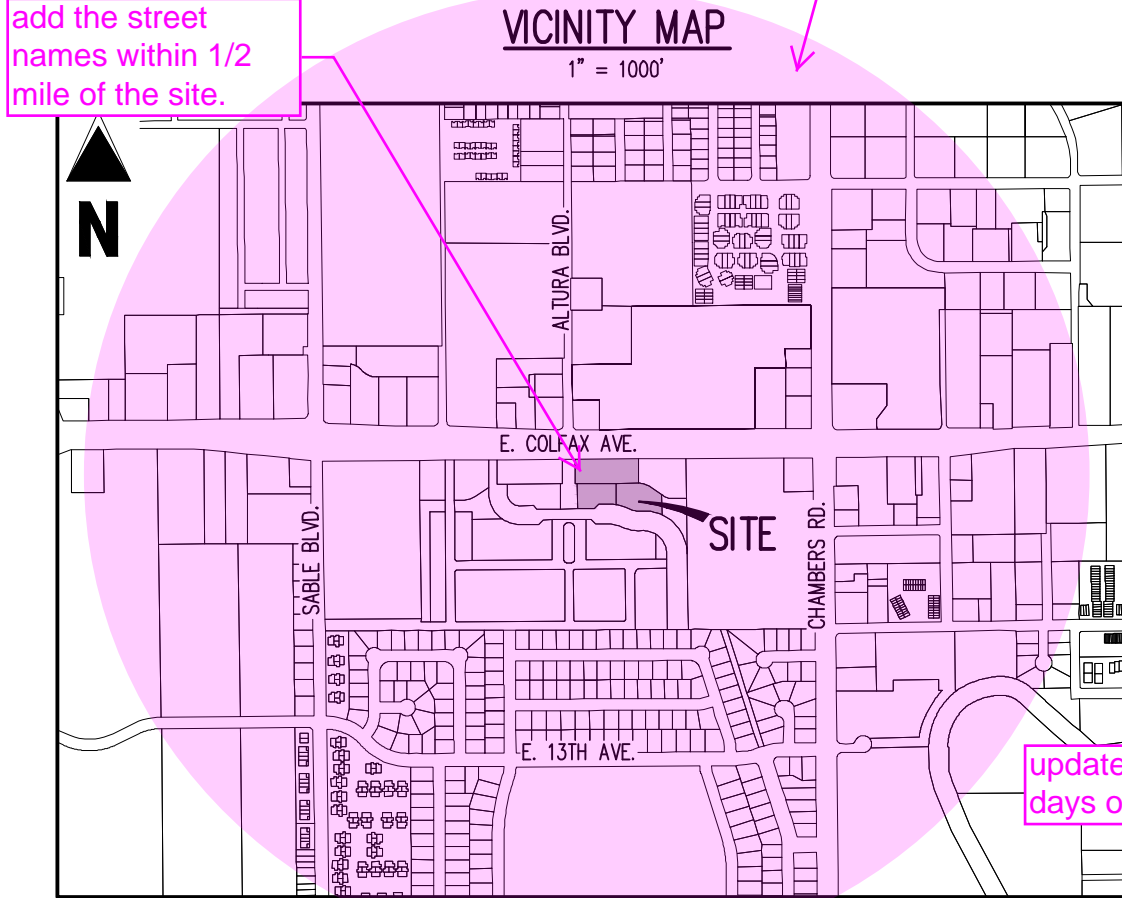 add the street
names within 1/2
mile of the site.
VICINITY MAP
1" = 1000'
N
ALTURA BLVD.
E. COLFAX AVE.
SABLE BLVD.
SITE
CHAMBERS RD.
E. 13TH AVE.
update
days o